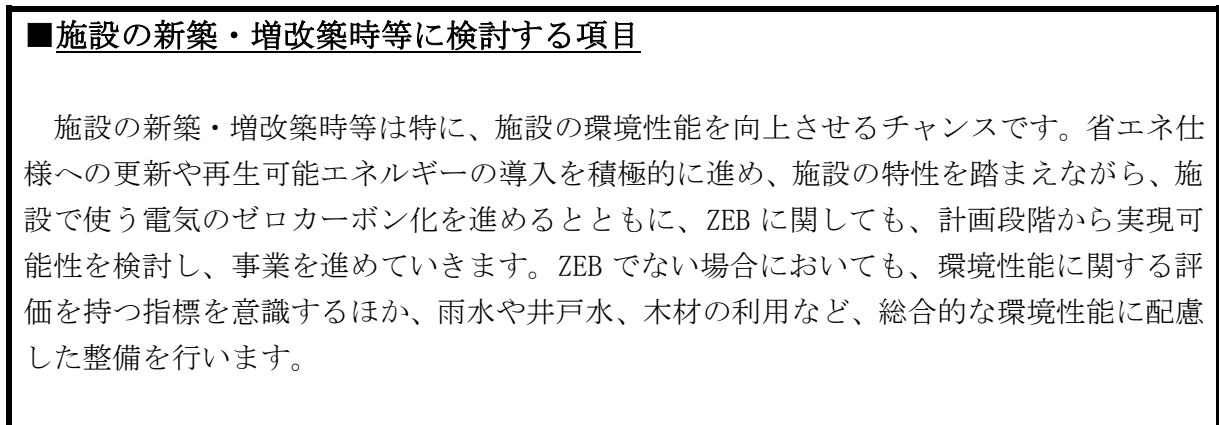 ■施設の新築・増改築時等に検討する項目
施設の新築・増改築時等は特に、施設の環境性能を向上させるチャンスです。省エネ仕
様への更新や再生可能エネルギーの導入を積極的に進め、施設の特性を踏まえながら、施
設で使う電気のゼロカーボン化を進めるとともに、ZEB に関しても、計画段階から実現可
能性を検討し、事業を進めていきます。ZEB でない場合においても、環境性能に関する評
価を持つ指標を意識するほか、雨水や井戸水、木材の利用など、総合的な環境性能に配慮
した整備を行います。